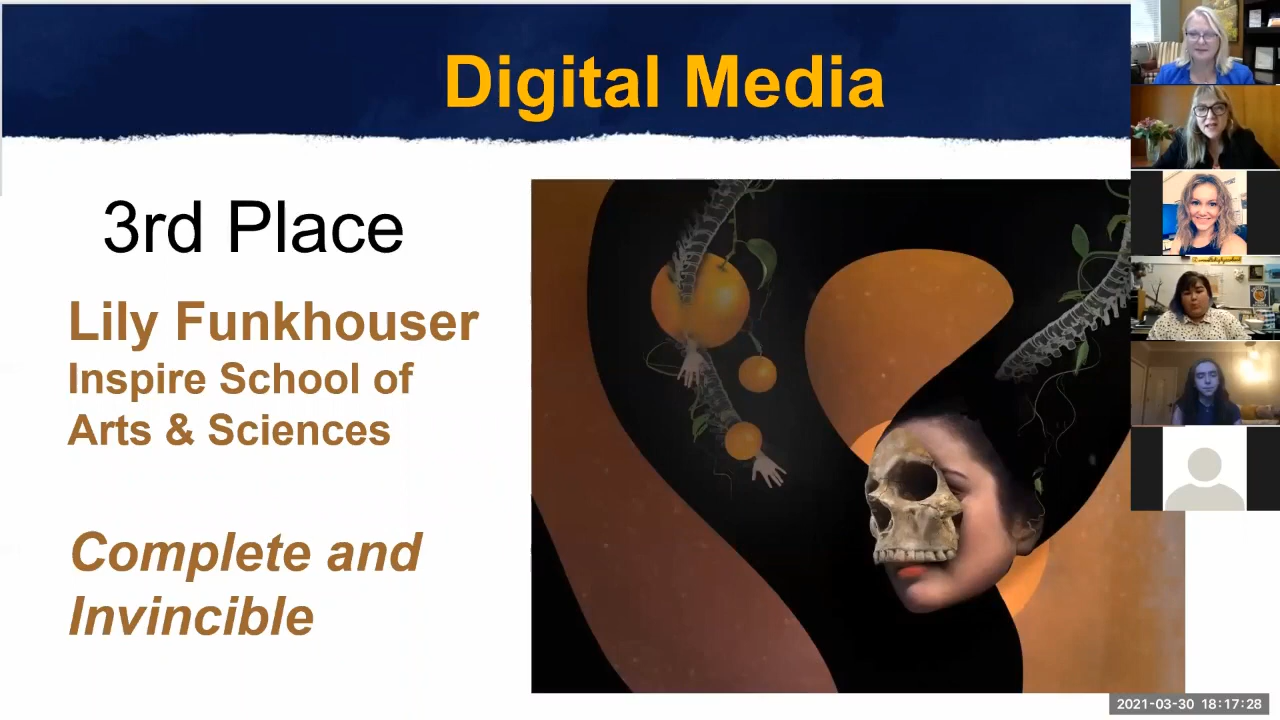 Digital Media
3rd Place
Lily Funkhouser
Inspire School of
Arts & Sciences
Complete and
Invincible
2021-03-30 18:17:28